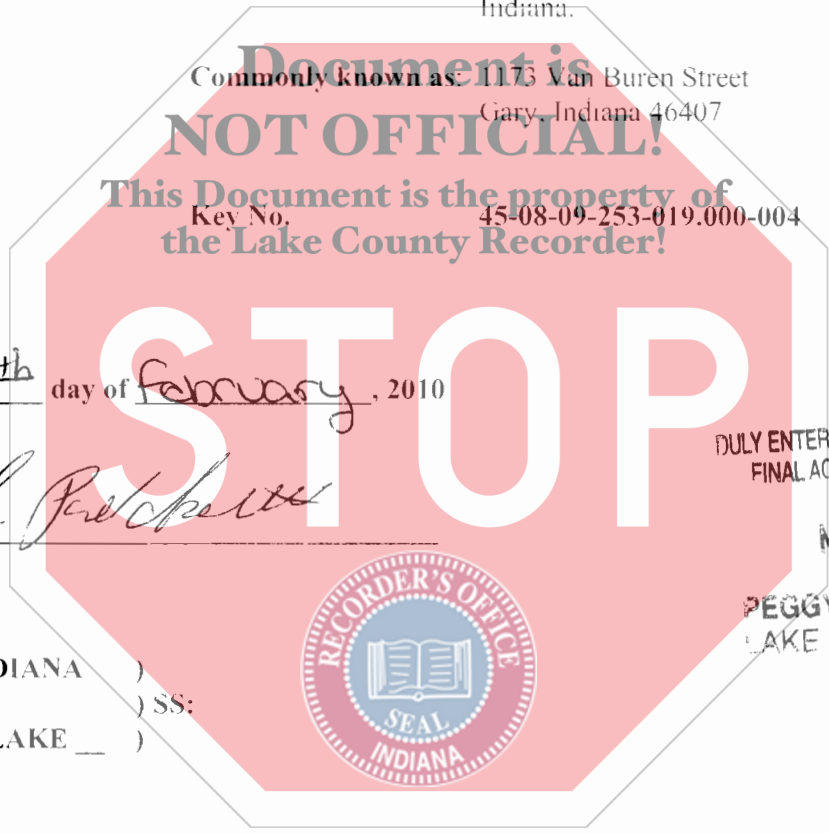 Indiana.
Document is
Commonly known as: 1173 Van Buren Street
Gary, Indiana 46407
NOT OFFICIAL!
This Document is the property of
Key No. 45-08-09-253-019.000-004
the Lake County Recorder!
STOP
th day of February, 2010
DULY ENTER
FINAL AC
PEGGY
LAKE
RECORDER'S OFFICE
SEAL
INDIANA
DIANA )
) SS:
LAKE __ )